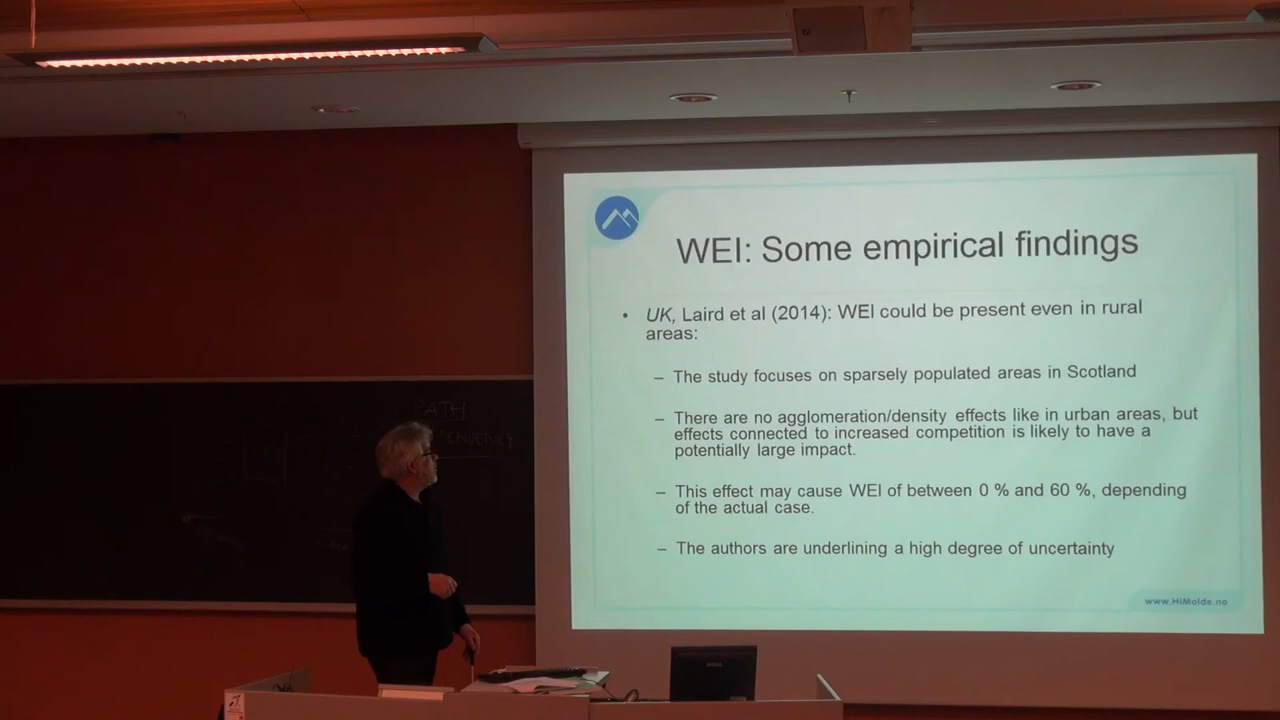 WEI: Some empirical findings
• UK, Laird et al (2014): WEI could be present even in rural
areas:
– The study focuses on sparsely populated areas in Scotland
– There are no agglomeration/density effects like in urban areas, but
effects connected to increased competition is likely to have a
potentially large impact.
– This effect may cause WEI of between 0 % and 60 %, depending
of the actual case.
– The authors are underlining a high degree of uncertainty
www.HiMolde.no
PATH